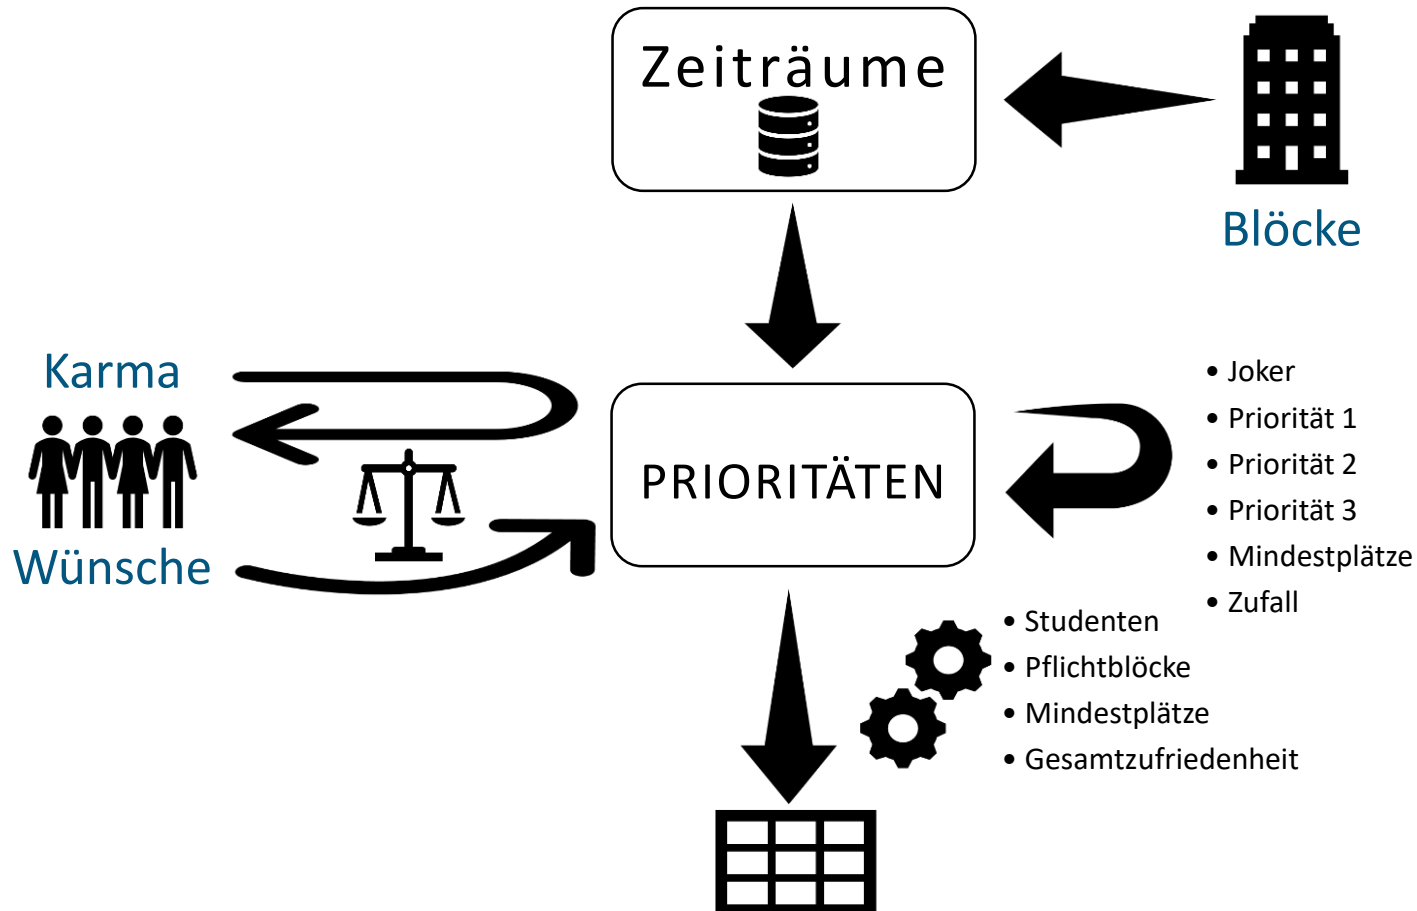 Zeiträume
Blöcke
Karma
Wünsche
PRIORITÄTEN
• Joker
• Priorität 1
• Priorität 2
• Priorität 3
• Mindestplätze
• Zufall
• Studenten
• Pflichtblöcke
• Mindestplätze
• Gesamtzufriedenheit